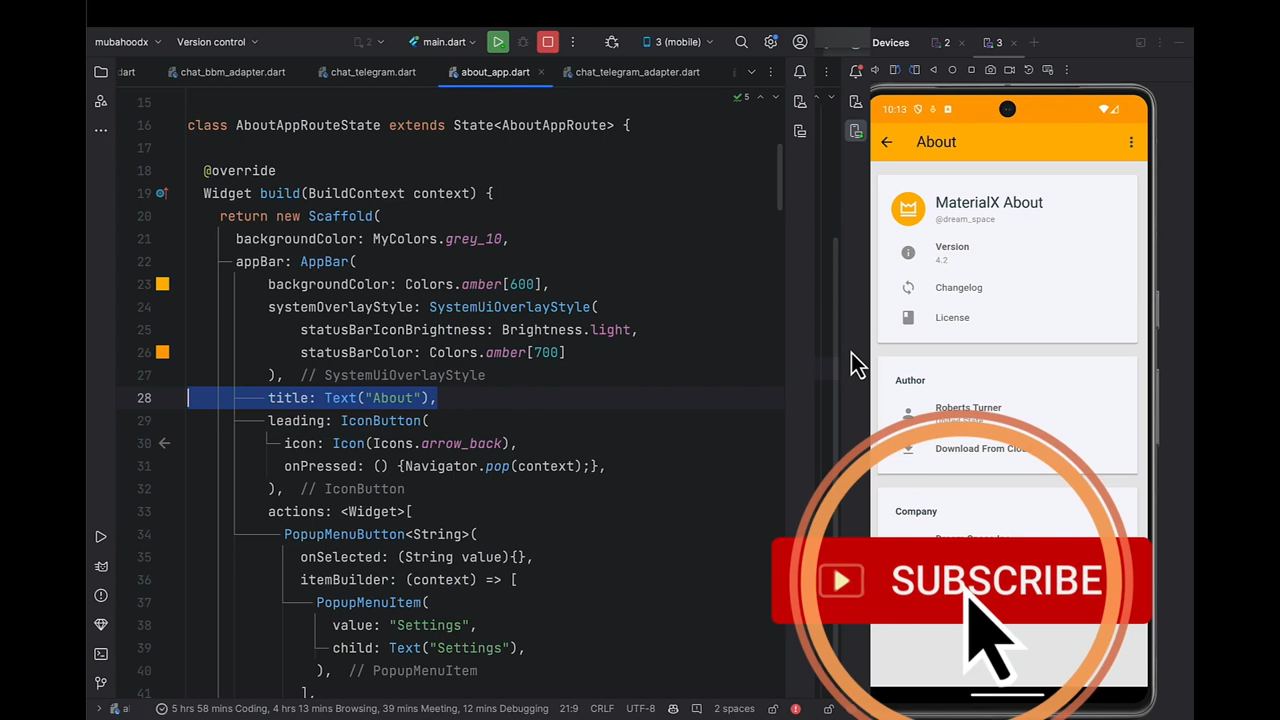 mubahoodx
Version control
2
main.dart
3 (mobile)
Devices
2
3
dart
chat_bbm_adapter.dart
chat_telegram.dart
about_app.dart
chat_telegram_adapter.dart
5
15
16 class AboutAppRouteState extends State<AboutAppRoute> {
17
18 @override
19 Widget build(BuildContext context) {
20 return new Scaffold(
21 backgroundColor: MyColors.grey_10,
22 appBar: AppBar(
23 backgroundColor: Colors.amber[600],
24 systemOverlayStyle: SystemUiOverlayStyle(
25 statusBarIconBrightness: Brightness.light,
26 statusBarColor: Colors.amber[700]
27 ), // SystemUiOverlayStyle
28 title: Text("About"),
29 leading: IconButton(
30 icon: Icon(Icons.arrow_back),
31 onPressed: () {Navigator.pop(context);},
32 ), // IconButton
33 actions: <Widget>[
34 PopupMenuButton<String>(
35 onSelected: (String value){},
36 itemBuilder: (context) => [
37 PopupMenuItem(
38 value: "Settings",
39 child: Text("Settings"),
40 ), // PopupMenuItem
41 ],
10:13
About
MaterialX About
@dream_space
Version
4.2
Changelog
License
Author
Roberts Turner
Download From Cloud
Company
SUBSCRIBE
5 hrs 58 mins Coding, 4 hrs 13 mins Browsing, 39 mins Meeting, 12 mins Debugging
21:9
CRLF
UTF-8
2 spaces